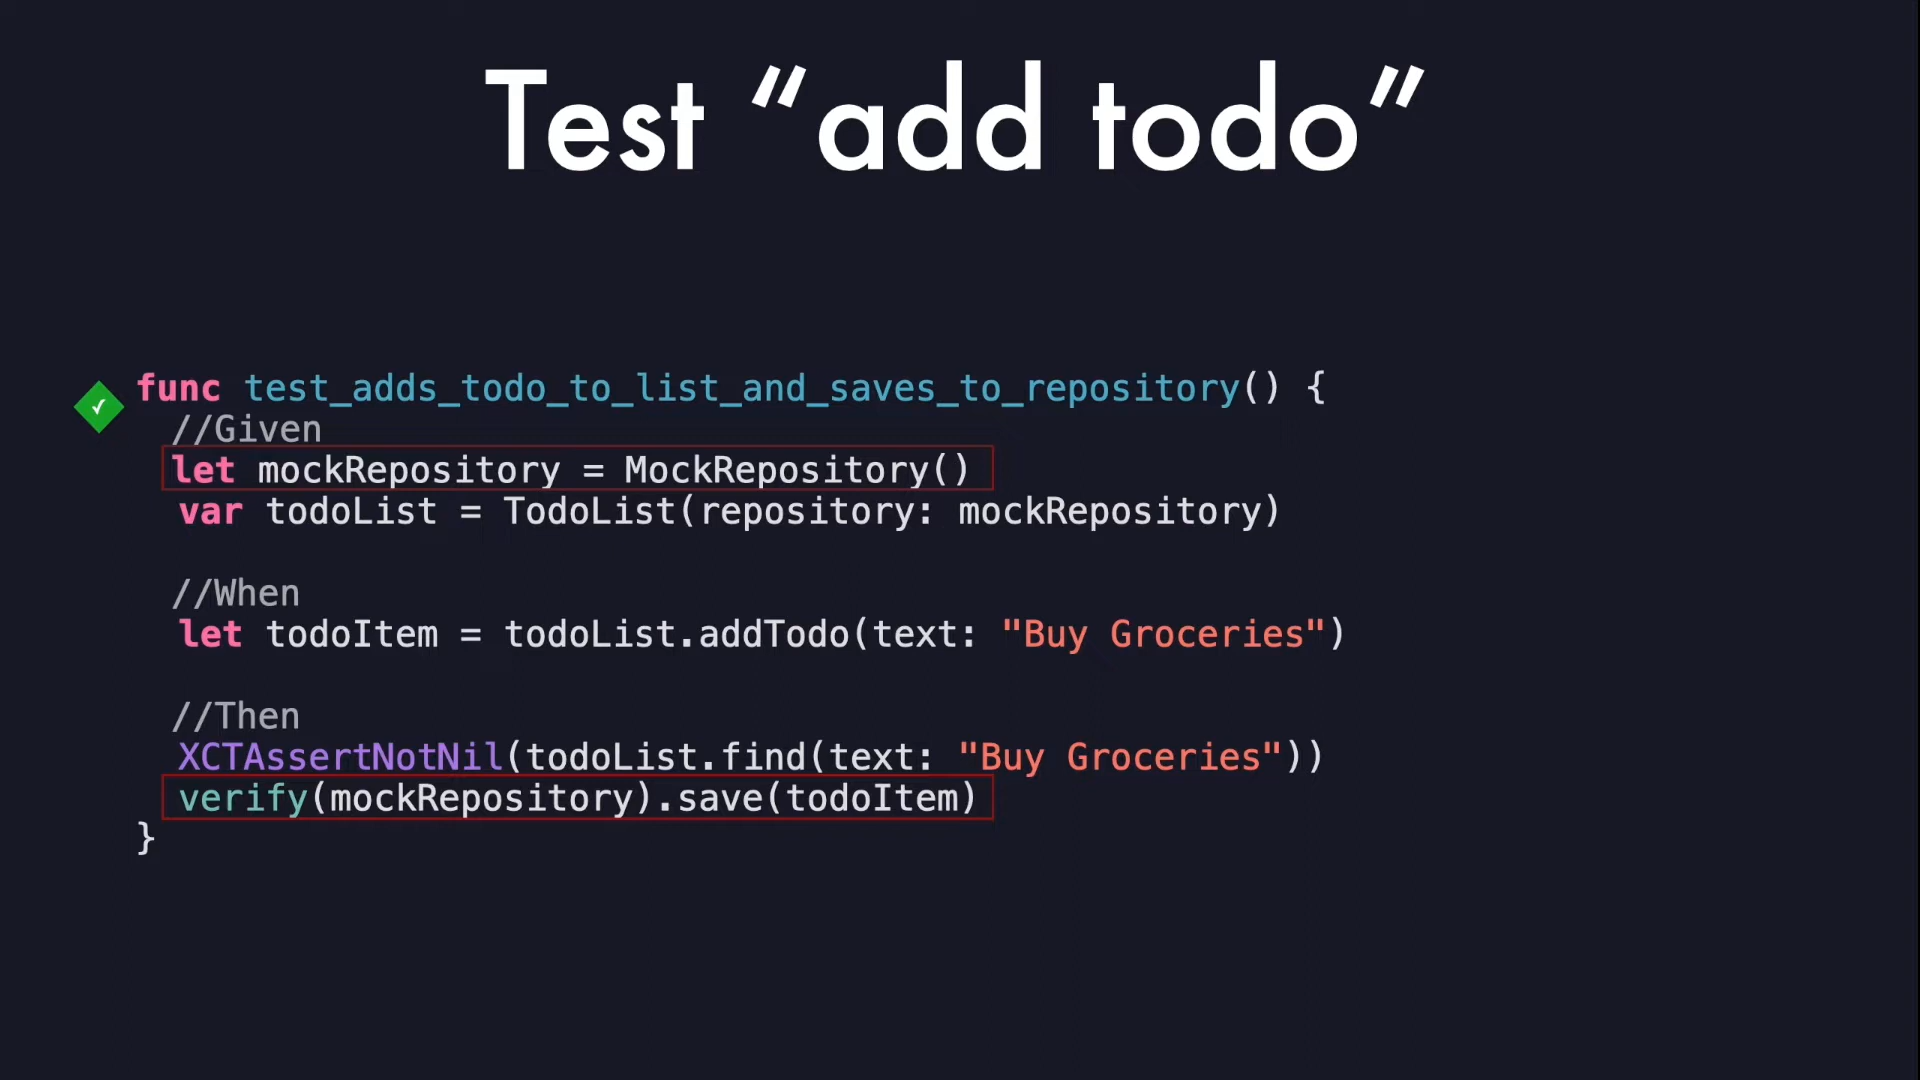 Test “add todo”
func test_adds_todo_to_list_and_saves_to_repository() {
//Given
let mockRepository = MockRepository()
var todoList = TodoList(repository: mockRepository)
//When
let todoItem = todoList.addTodo(text: "Buy Groceries")
//Then
XCTAssertNotNil(todoList.find(text: "Buy Groceries"))
verify(mockRepository).save(todoItem)
}